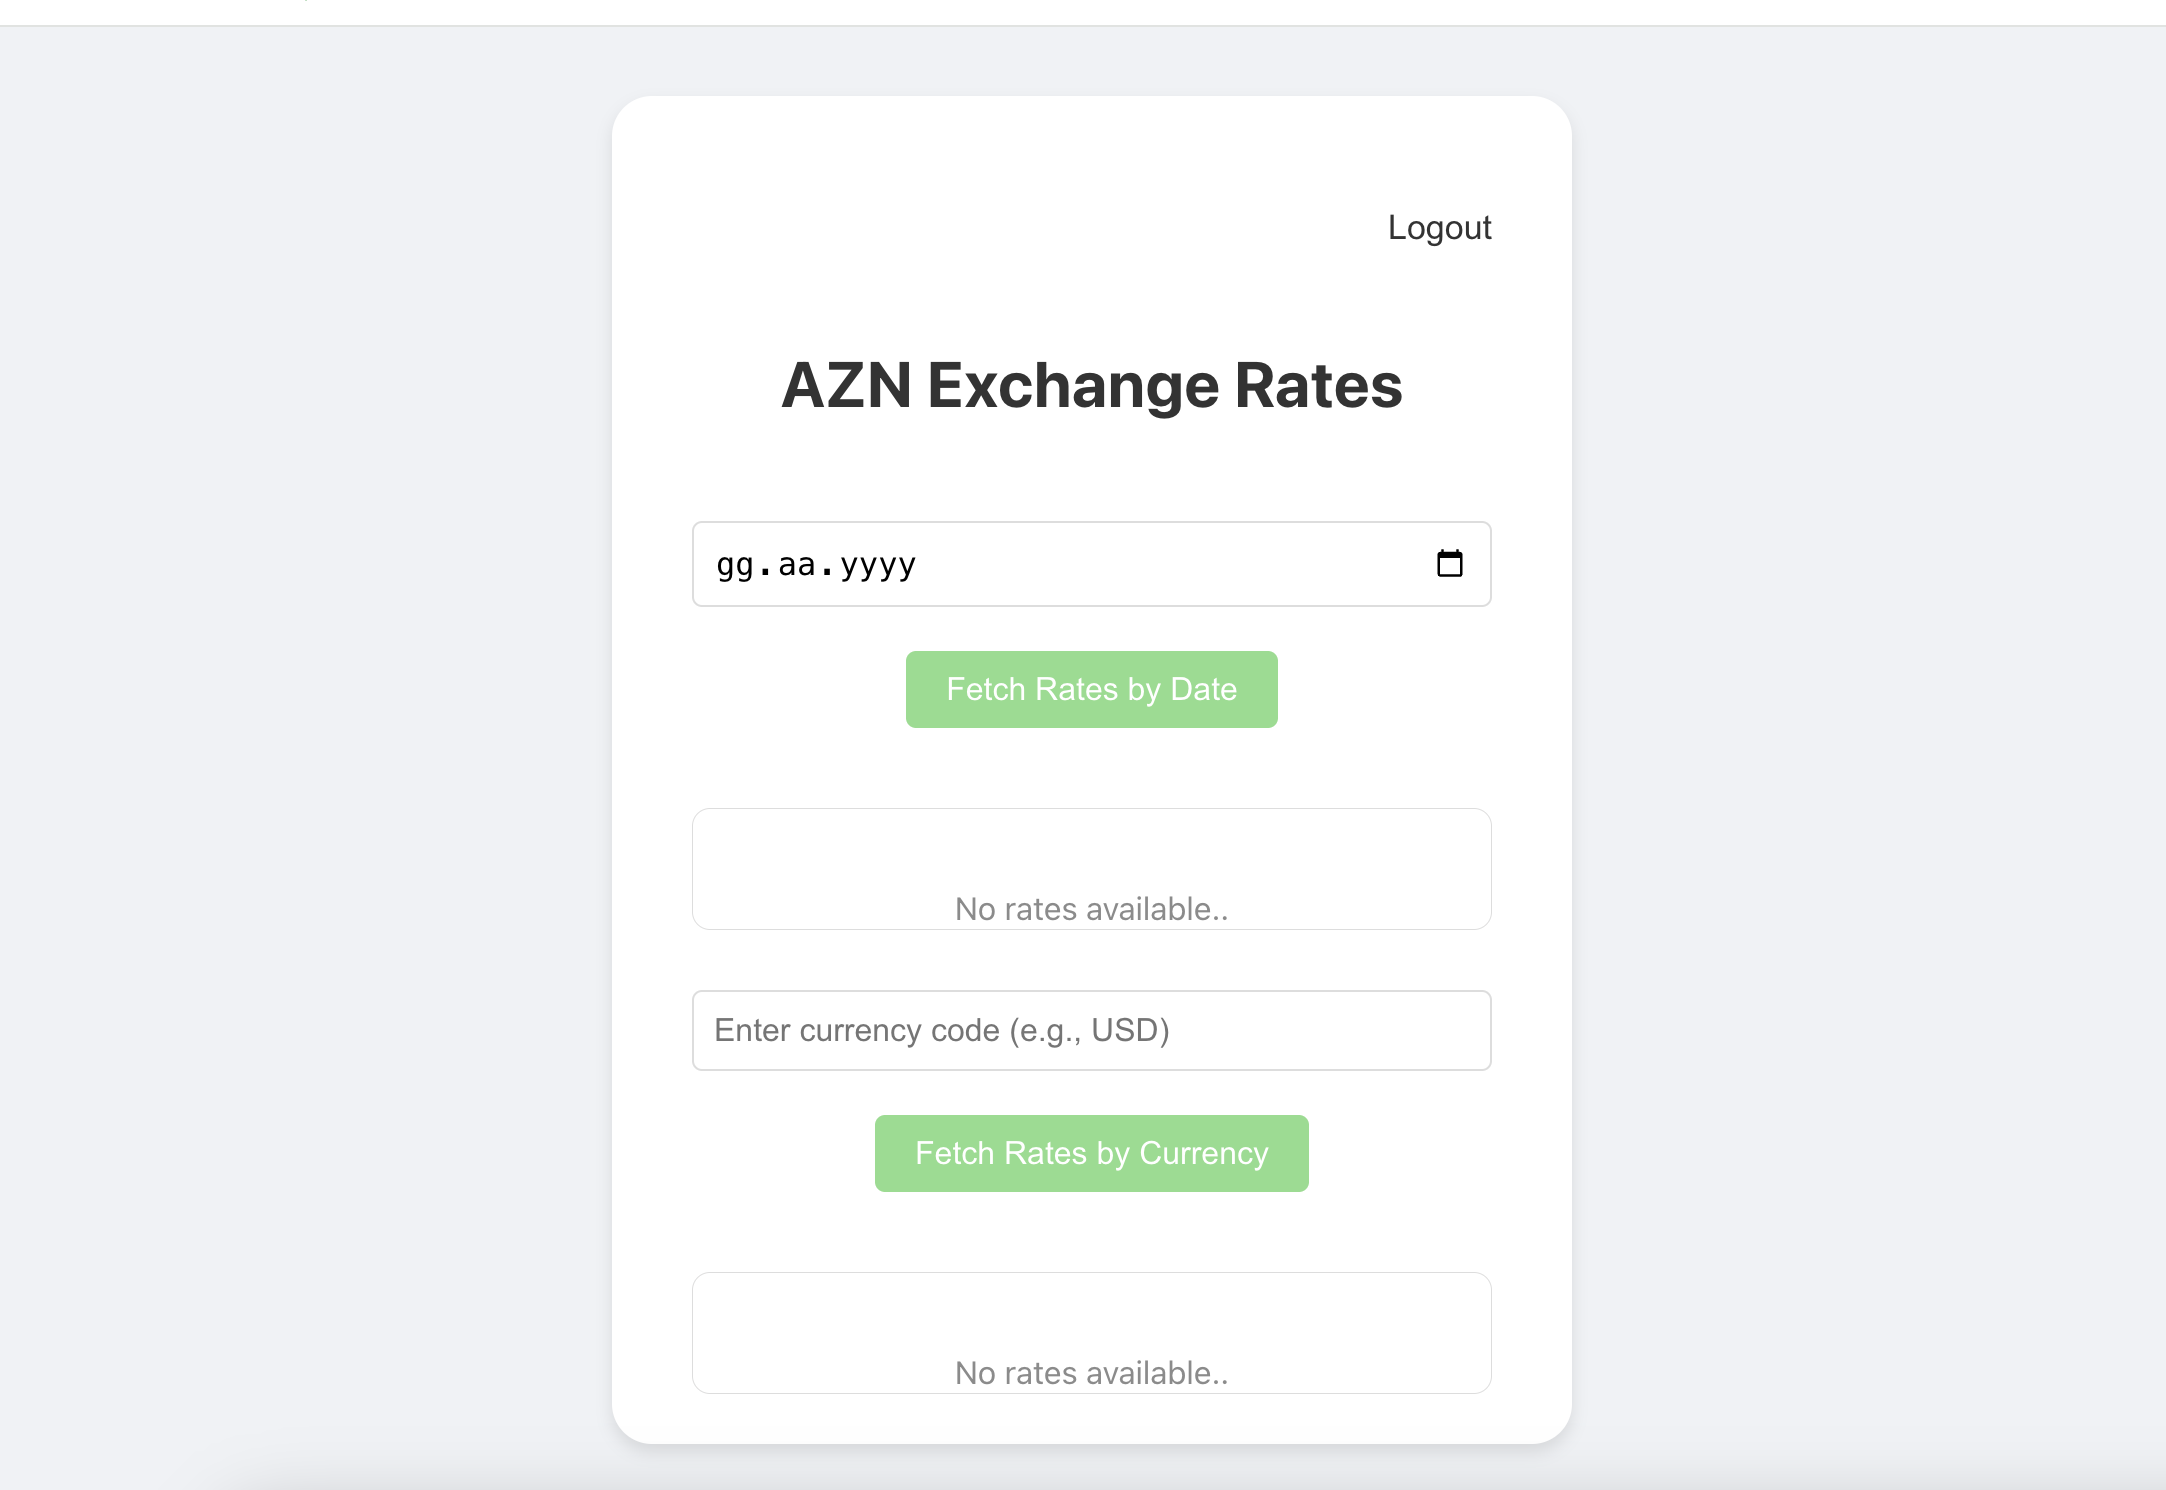 Logout
AZN Exchange Rates
gg.aa.yyyy
Fetch Rates by Date
No rates available..
Enter currency code (e.g., USD)
Fetch Rates by Currency
No rates available..